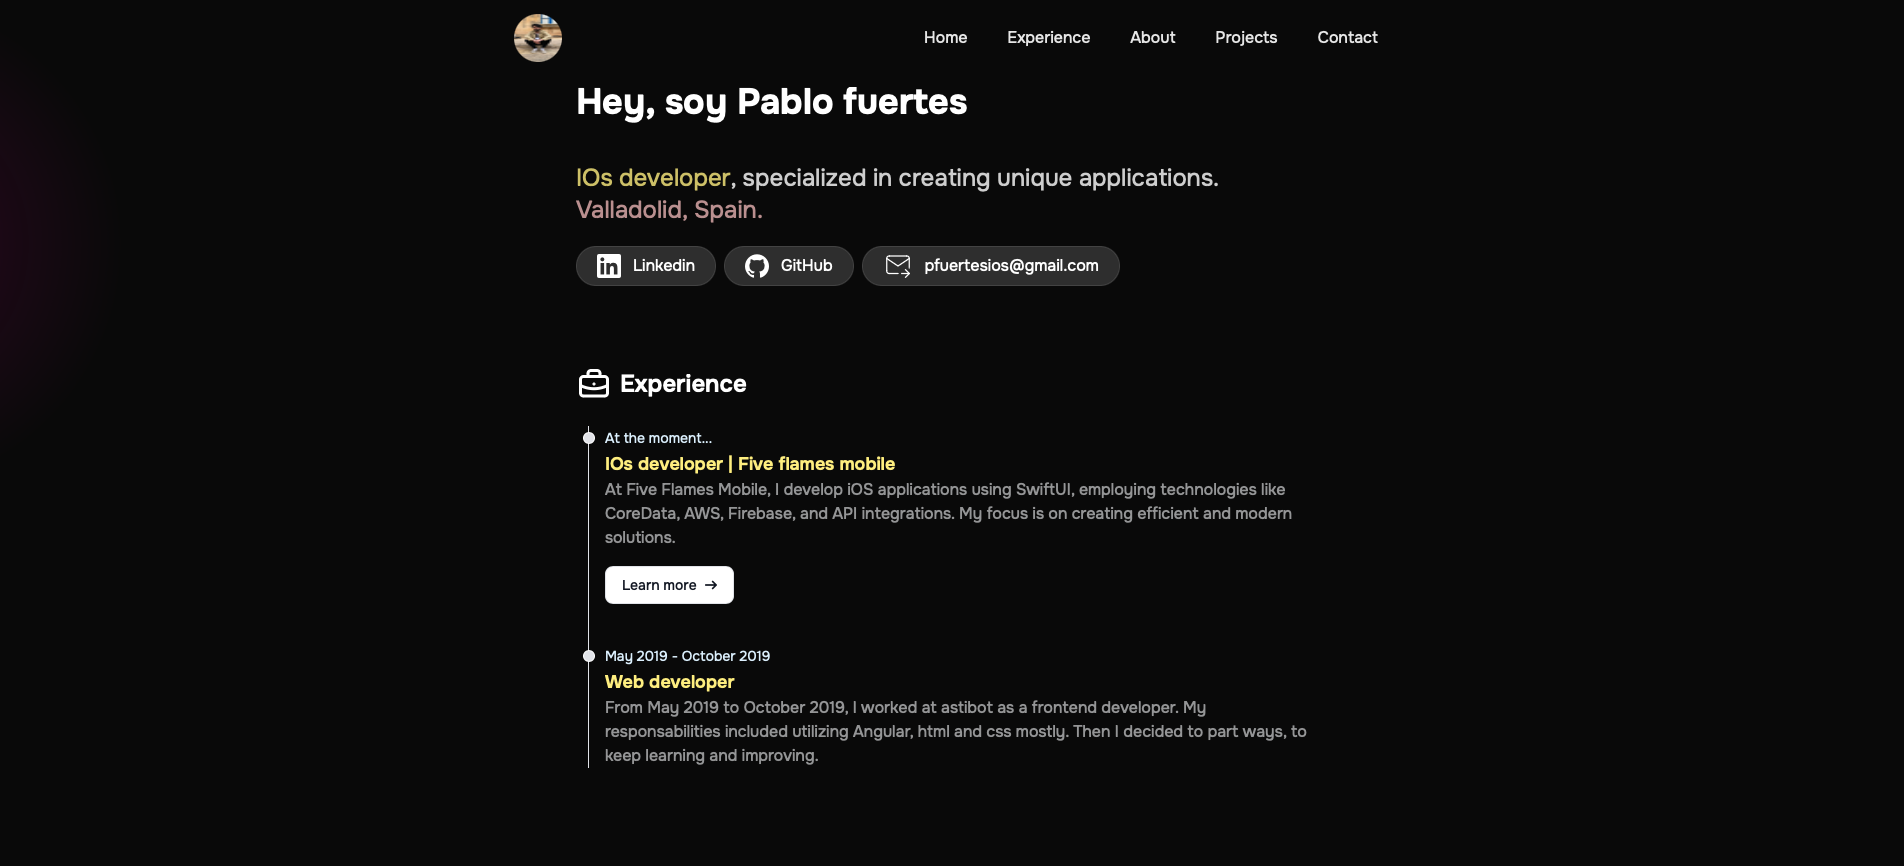 Home Experience About Projects Contact
Hey, soy Pablo fuertes
IOs developer, specialized in creating unique applications.
Valladolid, Spain.
Linkedin GitHub pfuertesios@gmail.com
Experience
At the moment...
IOs developer | Five flames mobile
At Five Flames Mobile, I develop iOS applications using SwiftUI, employing technologies like
CoreData, AWS, Firebase, and API integrations. My focus is on creating efficient and modern
solutions.
Learn more →
May 2019 - October 2019
Web developer
From May 2019 to October 2019, I worked at astibot as a frontend developer. My
responsabilities included utilizing Angular, html and css mostly. Then I decided to part ways, to
keep learning and improving.